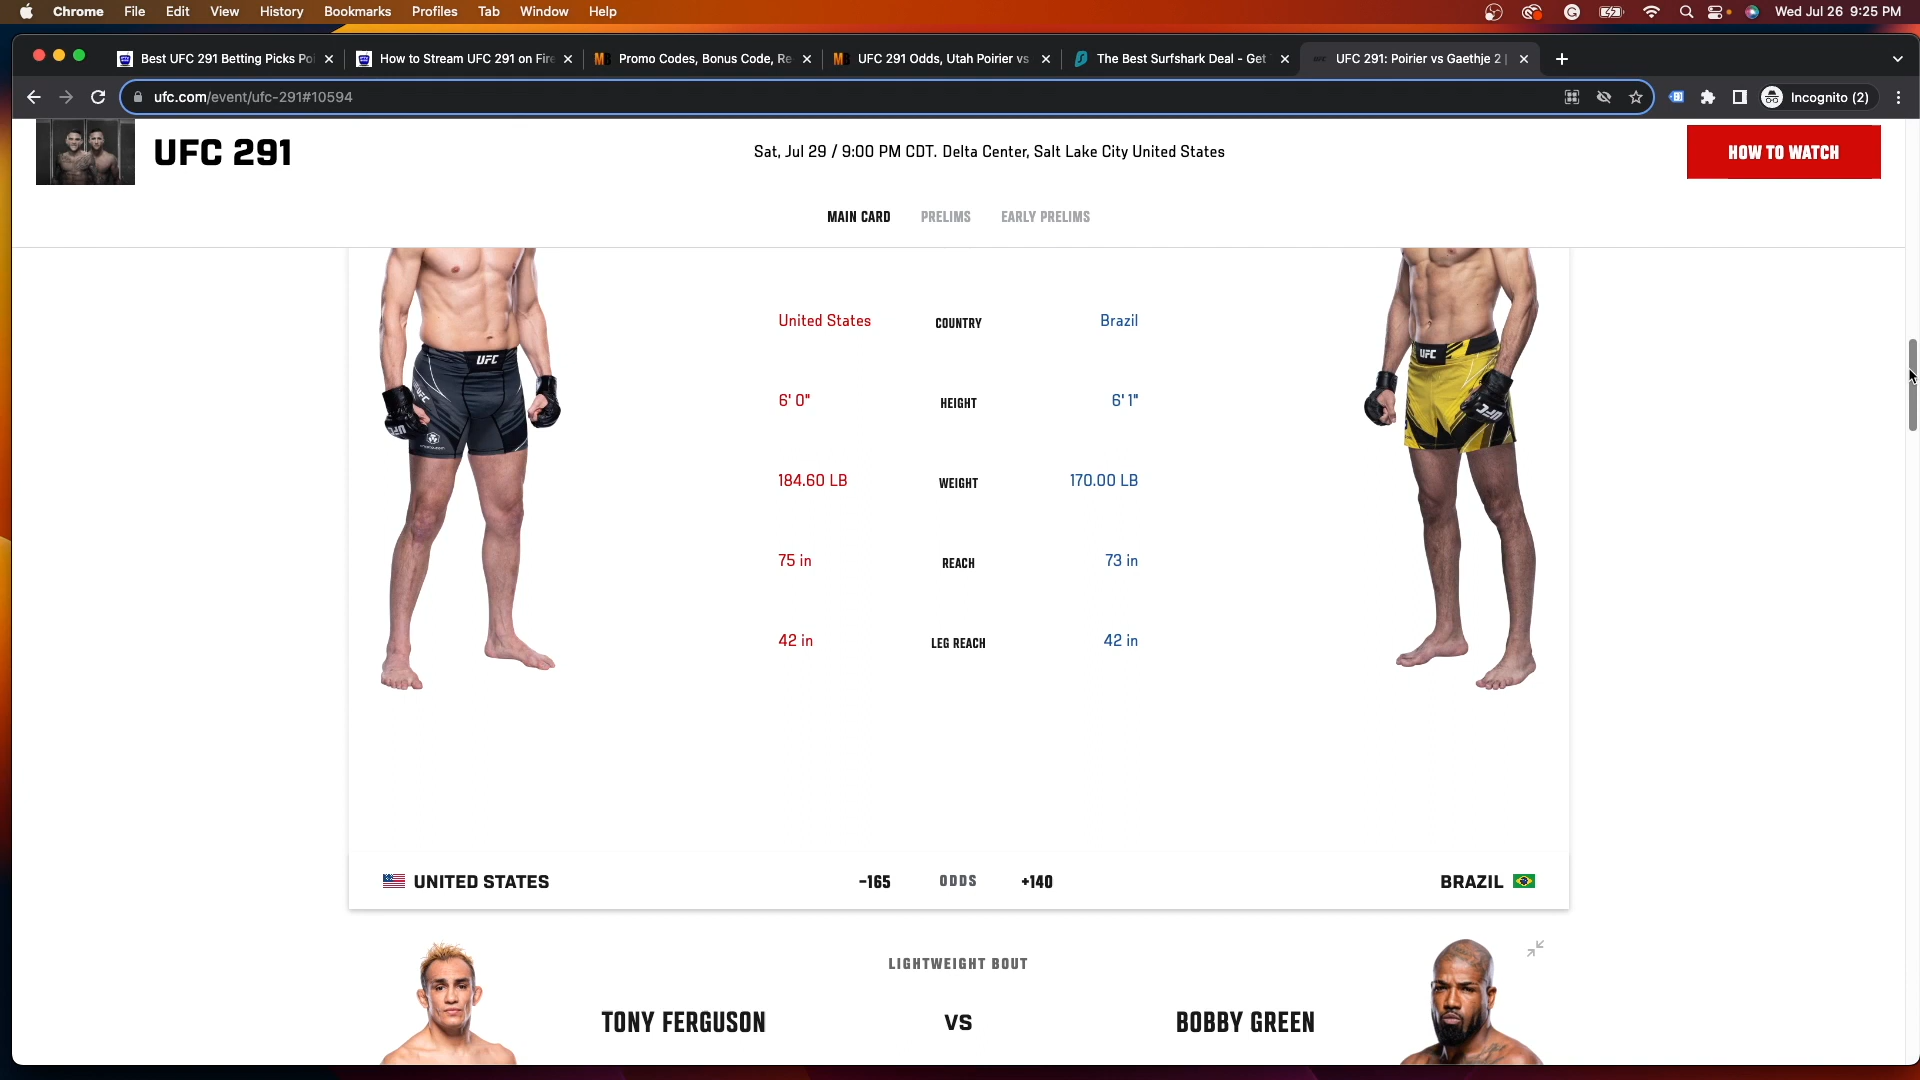 Chrome File Edit View History Bookmarks Profiles Tab Window Help Wed Jul 26 9:25 PM
Best UFC 291 Betting Picks Poi How to Stream UFC 291 on Fire Promo Codes, Bonus Code, Re UFC 291 Odds, Utah Poirier vs The Best Surfshark Deal - Get UFC 291: Poirier vs Gaethje 2 |
ufc.com/event/ufc-291#10594 Incognito (2)
UFC 291 Sat, Jul 29 / 9:00 PM CDT. Delta Center, Salt Lake City United States HOW TO WATCH
MAIN CARD PRELIMS EARLY PRELIMS
United States COUNTRY Brazil
UFC UFC
6' 0" HEIGHT 6' 1"
UFC UFC
184.60 LB WEIGHT 170.00 LB
75 in REACH 73 in
42 in LEG REACH 42 in
UNITED STATES -165 ODDS +140 BRAZIL
LIGHTWEIGHT BOUT
TONY FERGUSON VS BOBBY GREEN